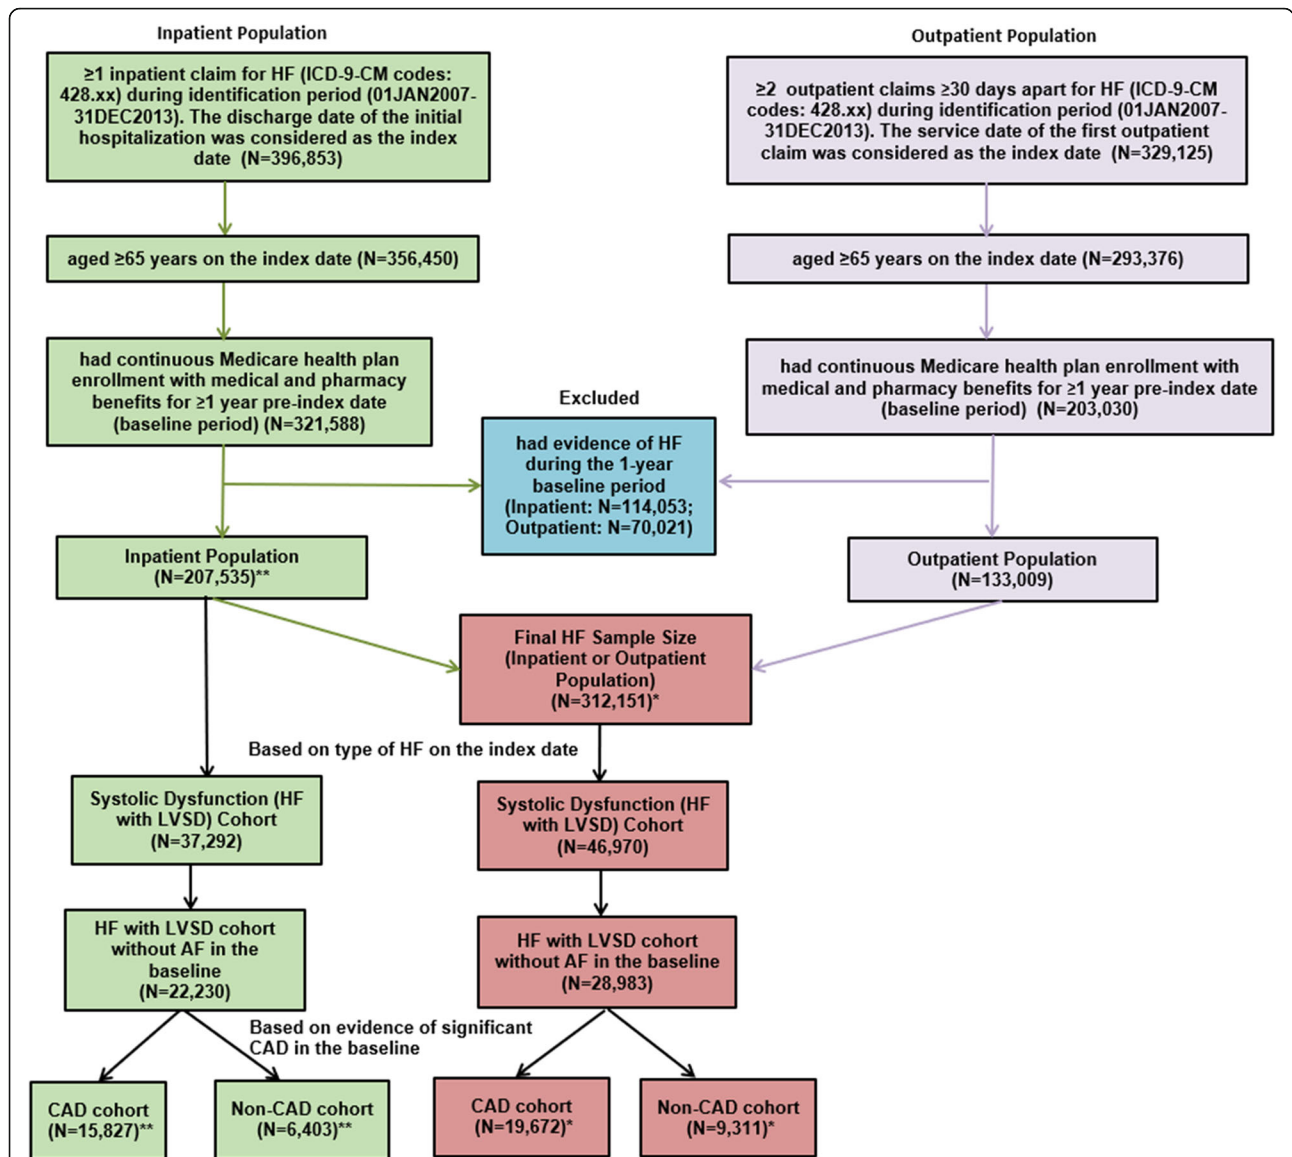 Inpatient Population
≥1 inpatient claim for HF (ICD-9-CM codes:
428.xx) during identification period (01JAN2007-
31DEC2013). The discharge date of the initial
hospitalization was considered as the index
date (N=396,853)
aged ≥65 years on the index date (N=356,450)
had continuous Medicare health plan
enrollment with medical and pharmacy
benefits for ≥1 year pre-index date
(baseline period) (N=321,588)
Outpatient Population
≥2 outpatient claims ≥30 days apart for HF (ICD-9-CM
codes: 428.xx) during identification period (01JAN2007-
31DEC2013). The service date of the first outpatient
claim was considered as the index date (N=329,125)
aged ≥65 years on the index date (N=293,376)
had continuous Medicare health plan enrollment with
medical and pharmacy benefits for ≥1 year pre-index date
(baseline period) (N=203,030)
Excluded
had evidence of HF
during the 1-year
baseline period
(Inpatient: N=114,053;
Outpatient: N=70,021)
Inpatient Population
(N=207,535)**
Outpatient Population
(N=133,009)
Final HF Sample Size
(Inpatient or Outpatient
Population)
(N=312,151)*
Based on type of HF on the index date
Systolic Dysfunction (HF
with LVSD) Cohort
(N=37,292)
Systolic Dysfunction (HF
with LVSD) Cohort
(N=46,970)
HF with LVSD cohort
without AF in the
baseline
(N=22,230)
HF with LVSD cohort
without AF in the baseline
(N=28,983)
Based on evidence of significant
CAD in the baseline
CAD cohort
(N=15,827)**
Non-CAD cohort
(N=6,403)**
CAD cohort
(N=19,672)*
Non-CAD cohort
(N=9,311)*